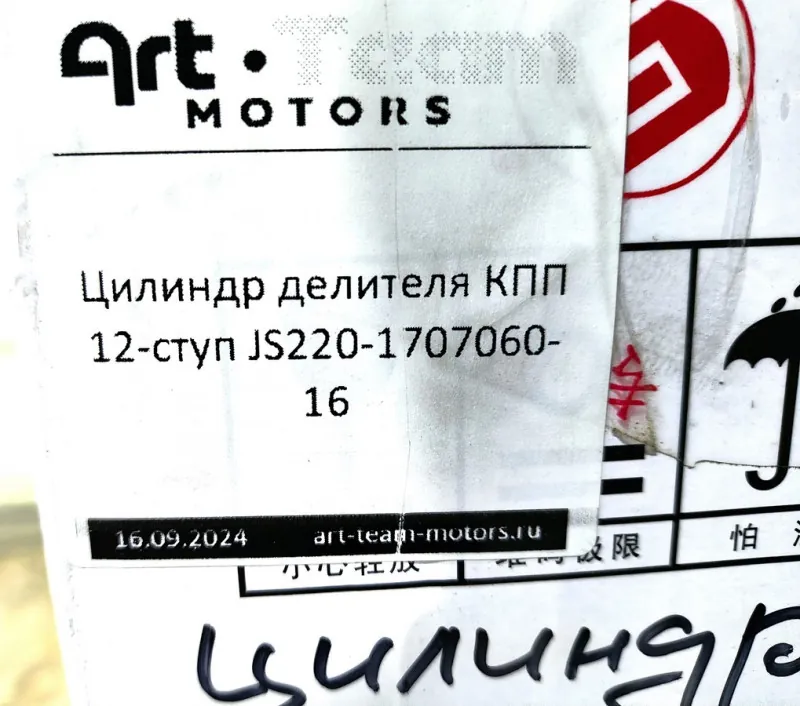 Art • Team
MOTORS
Цилиндр делителя КПП
12-ступ JS220-1707060-
16
16.09.2024 art-team-motors.ru
小心轻放 堆码极限 怕
цилиндр